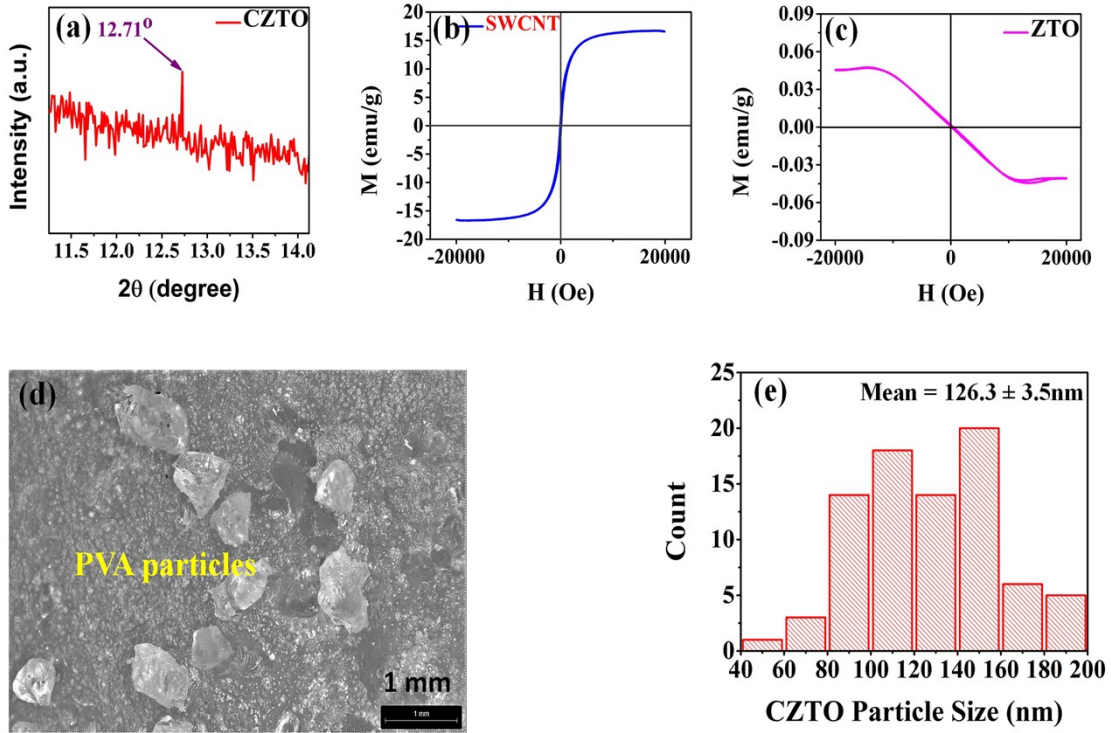 (a)
12.71°
CZTO
Intensity (a.u.)
11.5 12.0 12.5 13.0 13.5 14.0
2θ (degree)
(b)
SWCNT
M (emu/g)
20
15
10
5
0
-5
-10
-15
-20
-20000 0 20000
H (Oe)
(c)
ZTO
M (emu/g)
0.09
0.06
0.03
0.00
-0.03
-0.06
-0.09
-20000 0 20000
H (Oe)
(d)
PVA particles
1 mm
1 mm
(e)
Mean = 126.3 ± 3.5nm
Count
25
20
15
10
5
0
40 60 80 100 120 140 160 180 200
CZTO Particle Size (nm)